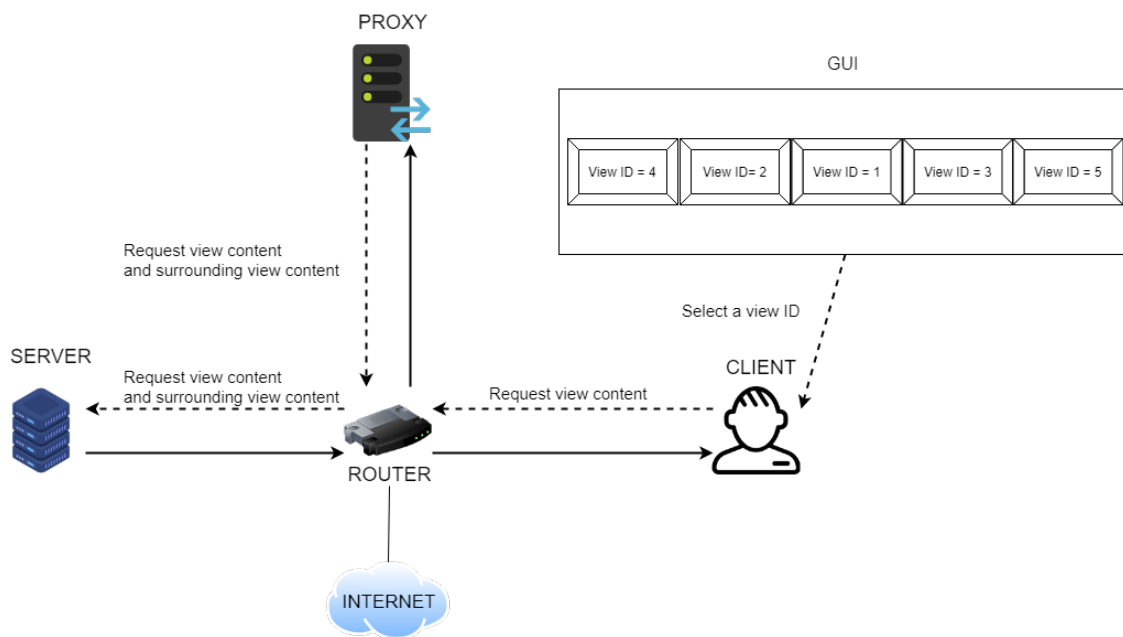 PROXY
GUI
View ID = 4
View ID= 2
View ID = 1
View ID = 3
View ID = 5
Request view content
and surrounding view content
Select a view ID
SERVER
CLIENT
Request view content
and surrounding view content
Request view content
ROUTER
INTERNET